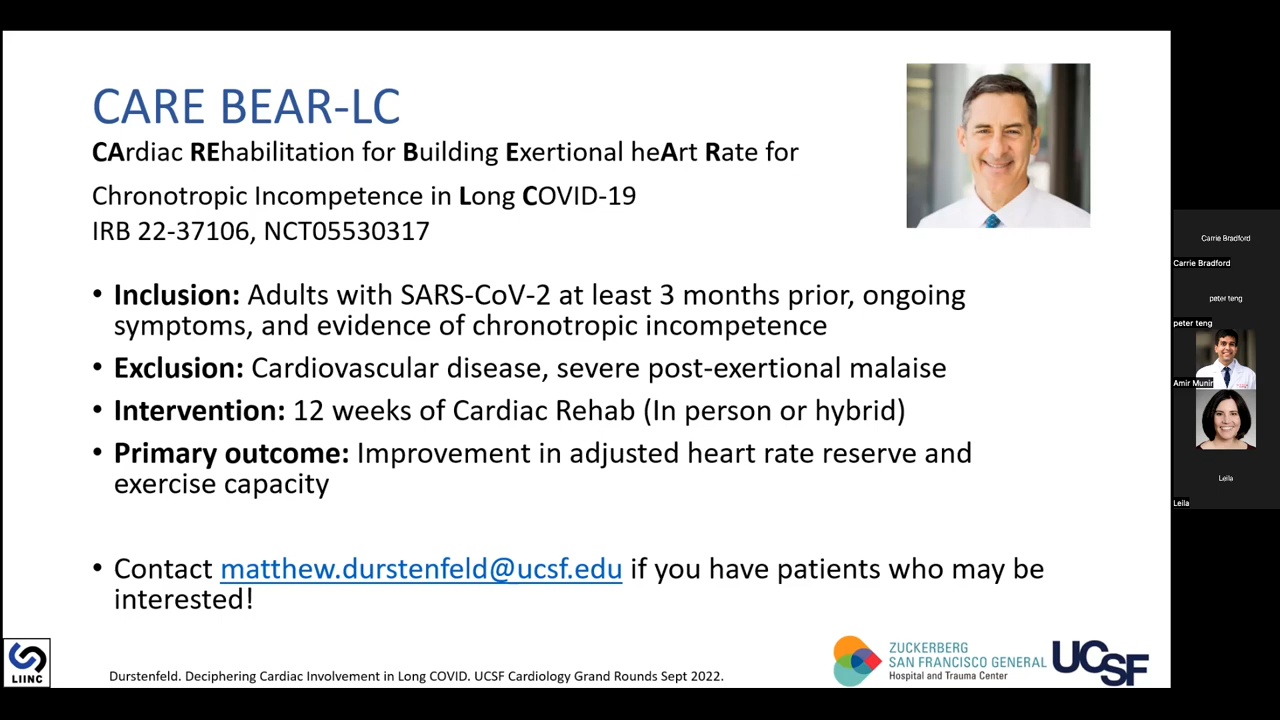 CARE BEAR-LC
CArdiac REhabilitation for Building Exertional heArt Rate for
Chronotropic Incompetence in Long COVID-19
IRB 22-37106, NCT05530317
• Inclusion: Adults with SARS-CoV-2 at least 3 months prior, ongoing
symptoms, and evidence of chronotropic incompetence
• Exclusion: Cardiovascular disease, severe post-exertional malaise
• Intervention: 12 weeks of Cardiac Rehab (In person or hybrid)
• Primary outcome: Improvement in adjusted heart rate reserve and
exercise capacity
• Contact matthew.durstenfeld@ucsf.edu if you have patients who may be
interested!
LIINC
Durstenfeld. Deciphering Cardiac Involvement in Long COVID. UCSF Cardiology Grand Rounds Sept 2022.
ZUCKERBERG
SAN FRANCISCO GENERAL
Hospital and Trauma Center
UCSF
Carrie Bradford
Carrie Bradford
peter teng
peter teng
Amir Munir
Leila
Leila